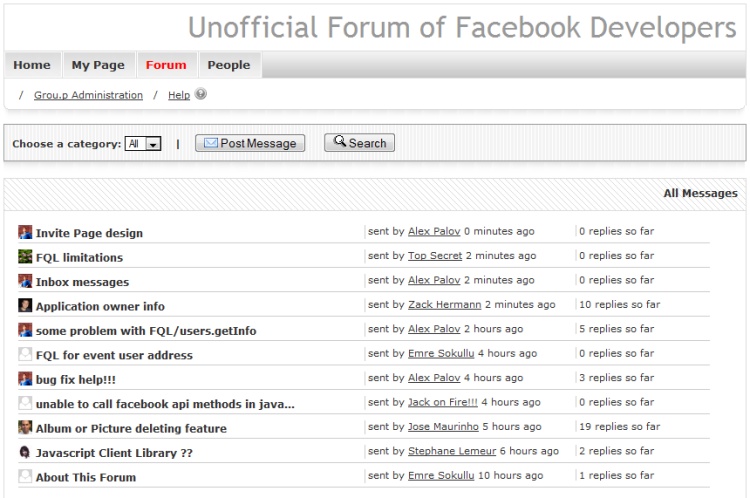 Unofficial Forum of Facebook Developers
Home My Page Forum People
/ Grou.p Administration / Help ?
Choose a category: All | Post Message Search
All Messages
Invite Page design sent by Alex Palov 0 minutes ago 0 replies so far
FQL limitations sent by Top Secret 2 minutes ago 0 replies so far
Inbox messages sent by Alex Palov 2 minutes ago 0 replies so far
Application owner info sent by Zack Hermann 2 minutes ago 10 replies so far
some problem with FQL/users.getInfo sent by Alex Palov 2 hours ago 5 replies so far
FQL for event user address sent by Emre Sokullu 4 hours ago 0 replies so far
bug fix help!!! sent by Alex Palov 4 hours ago 3 replies so far
unable to call facebook api methods in java... sent by Jack on Fire!!! 4 hours ago 0 replies so far
Album or Picture deleting feature sent by Jose Maurinho 5 hours ago 19 replies so far
Javascript Client Library ?? sent by Stephane Lemeur 6 hours ago 2 replies so far
About This Forum sent by Emre Sokullu 10 hours ago 1 replies so far